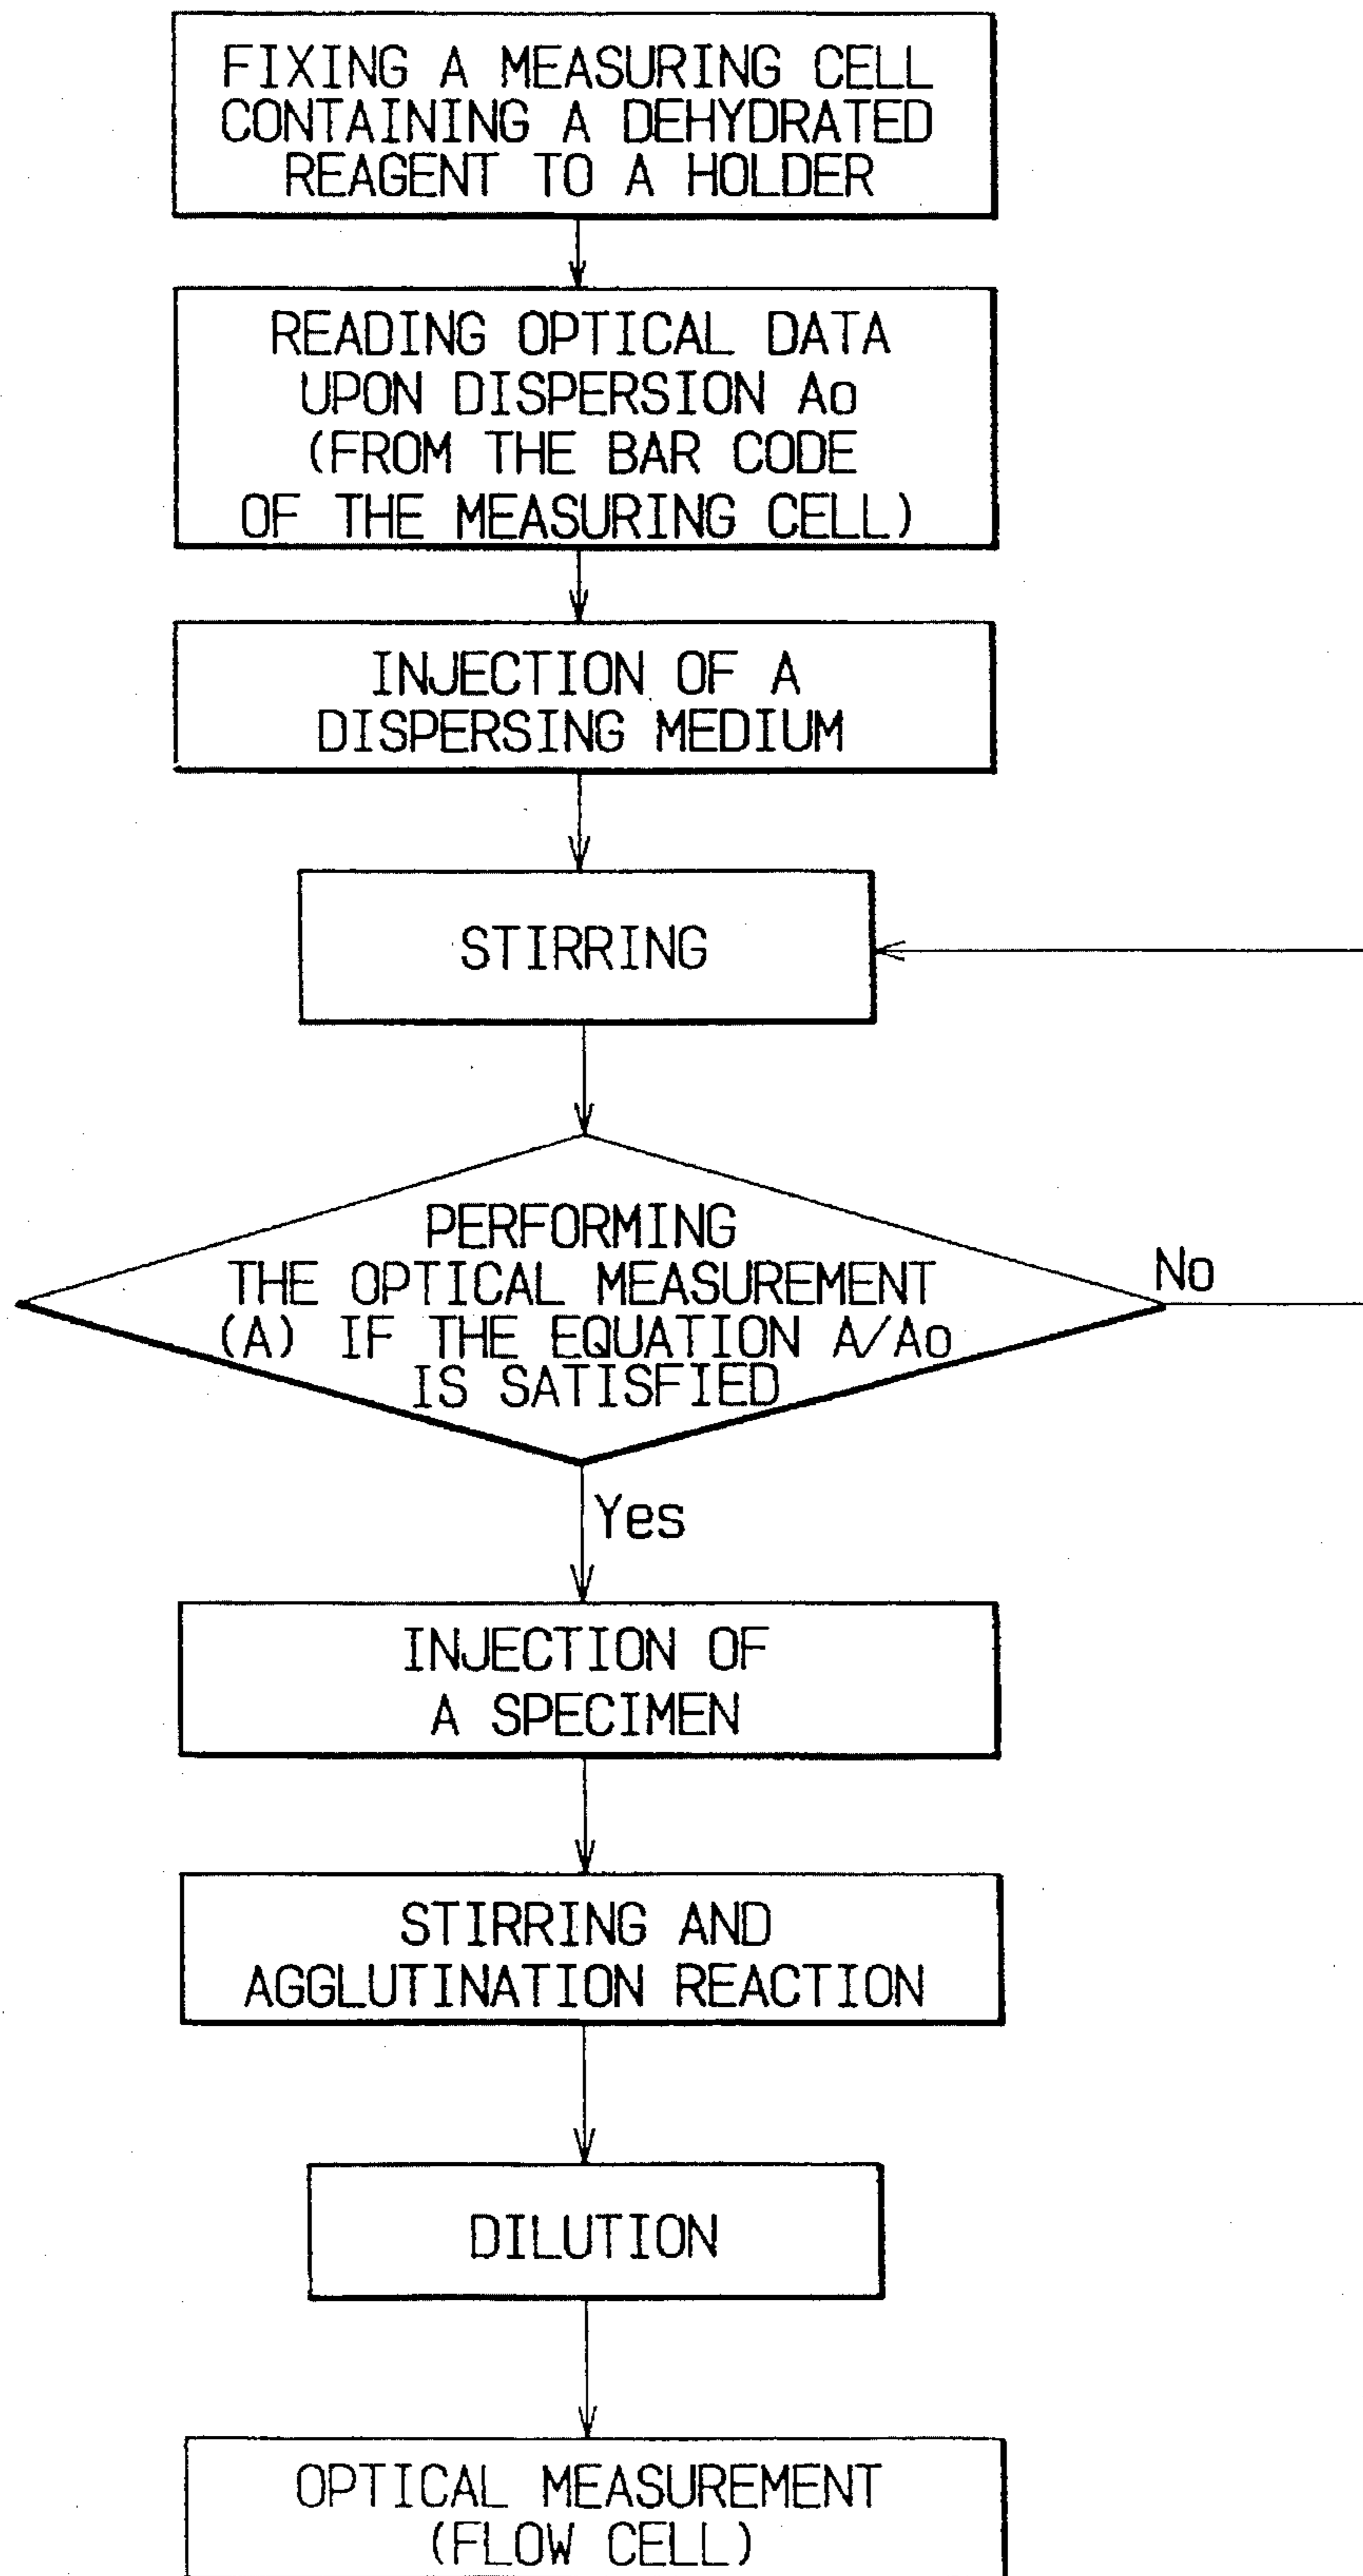 FIXING A MEASURING CELL
CONTAINING A DEHYDRATED
REAGENT TO A HOLDER
READING OPTICAL DATA
UPON DISPERSION Ao
(FROM THE BAR CODE
OF THE MEASURING CELL)
INJECTION OF A
DISPERSING MEDIUM
STIRRING
PERFORMING
THE OPTICAL MEASUREMENT
(A) IF THE EQUATION A/Ao
IS SATISFIED
No
Yes
INJECTION OF
A SPECIMEN
STIRRING AND
AGGLUTINATION REACTION
DILUTION
OPTICAL MEASUREMENT
(FLOW CELL)